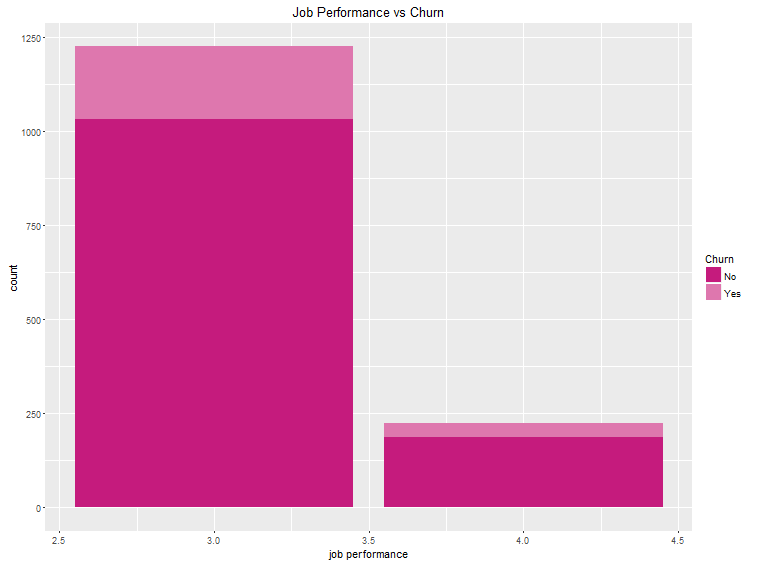 Job Performance vs Churn
1250
1000
750
500
250
0
count
2.5 3.0 3.5 4.0 4.5
job performance
Churn
No
Yes